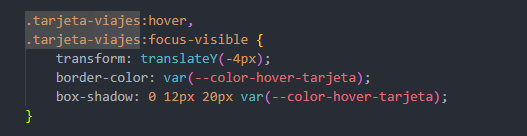 .tarjeta-viajes:hover,
.tarjeta-viajes:focus-visible {
transform: translateY(-4px);
border-color: var(--color-hover-tarjeta);
box-shadow: 0 12px 20px var(--color-hover-tarjeta);
}